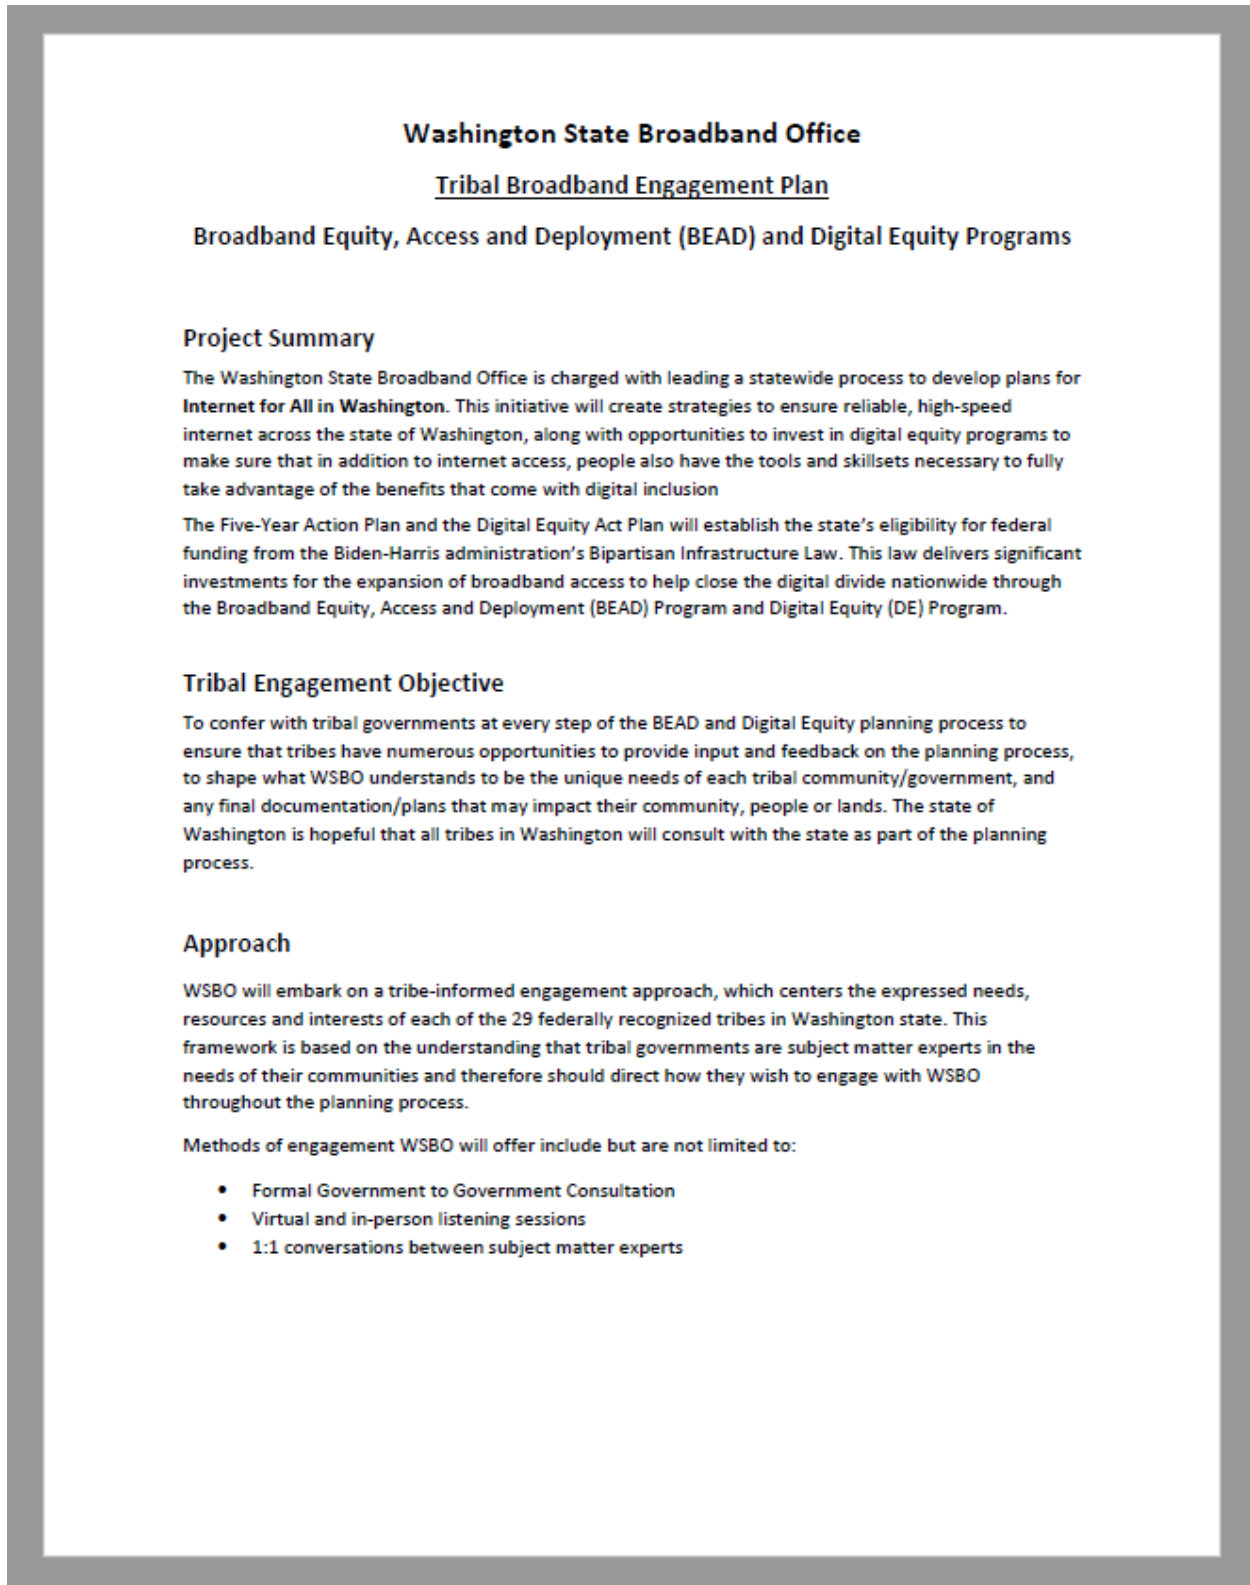 Washington State Broadband Office
Tribal Broadband Engagement Plan
Broadband Equity, Access and Deployment (BEAD) and Digital Equity Programs
Project Summary
The Washington State Broadband Office is charged with leading a statewide process to develop plans for
Internet for All in Washington. This initiative will create strategies to ensure reliable, high-speed
internet across the state of Washington, along with opportunities to invest in digital equity programs to
make sure that in addition to internet access, people also have the tools and skillsets necessary to fully
take advantage of the benefits that come with digital inclusion
The Five-Year Action Plan and the Digital Equity Act Plan will establish the state's eligibility for federal
funding from the Biden-Harris administration's Bipartisan Infrastructure Law. This law delivers significant
investments for the expansion of broadband access to help close the digital divide nationwide through
the Broadband Equity, Access and Deployment (BEAD) Program and Digital Equity (DE) Program.
Tribal Engagement Objective
To confer with tribal governments at every step of the BEAD and Digital Equity planning process to
ensure that tribes have numerous opportunities to provide input and feedback on the planning process,
to shape what WSBO understands to be the unique needs of each tribal community/government, and
any final documentation/plans that may impact their community, people or lands. The state of
Washington is hopeful that all tribes in Washington will consult with the state as part of the planning
process.
Approach
WSBO will embark on a tribe-informed engagement approach, which centers the expressed needs,
resources and interests of each of the 29 federally recognized tribes in Washington state. This
framework is based on the understanding that tribal governments are subject matter experts in the
needs of their communities and therefore should direct how they wish to engage with WSBO
throughout the planning process.
Methods of engagement WSBO will offer include but are not limited to:
• Formal Government to Government Consultation
• Virtual and in-person listening sessions
• 1:1 conversations between subject matter experts